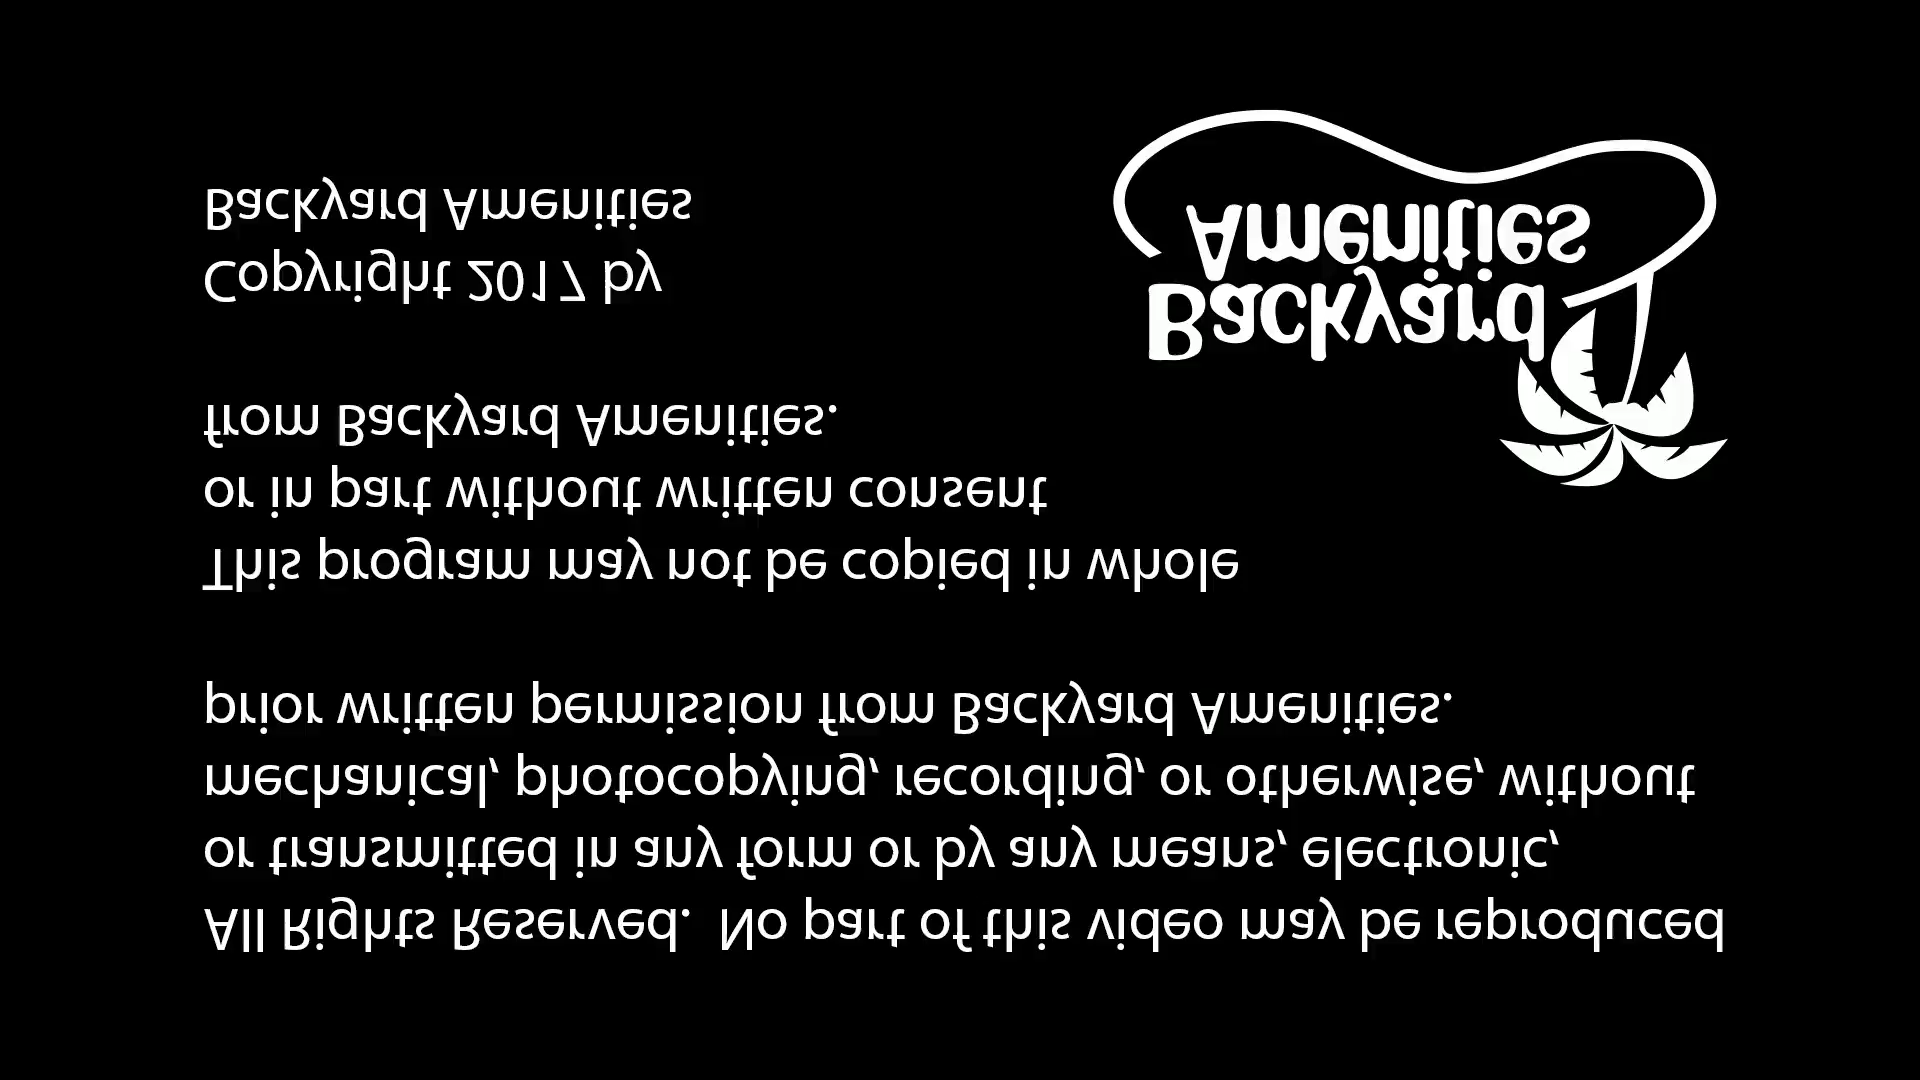 All Rights Reserved.  No part of this video may be reproduced
or transmitted in any form or by any means, electronic,
mechanical, photocopying, recording, or otherwise, without
prior written permission from Backyard Amenities.
This program may not be copied in whole
or in part without written consent
from Backyard Amenities.
Copyright 2017 by
Backyard Amenities
Backyard
Amenities